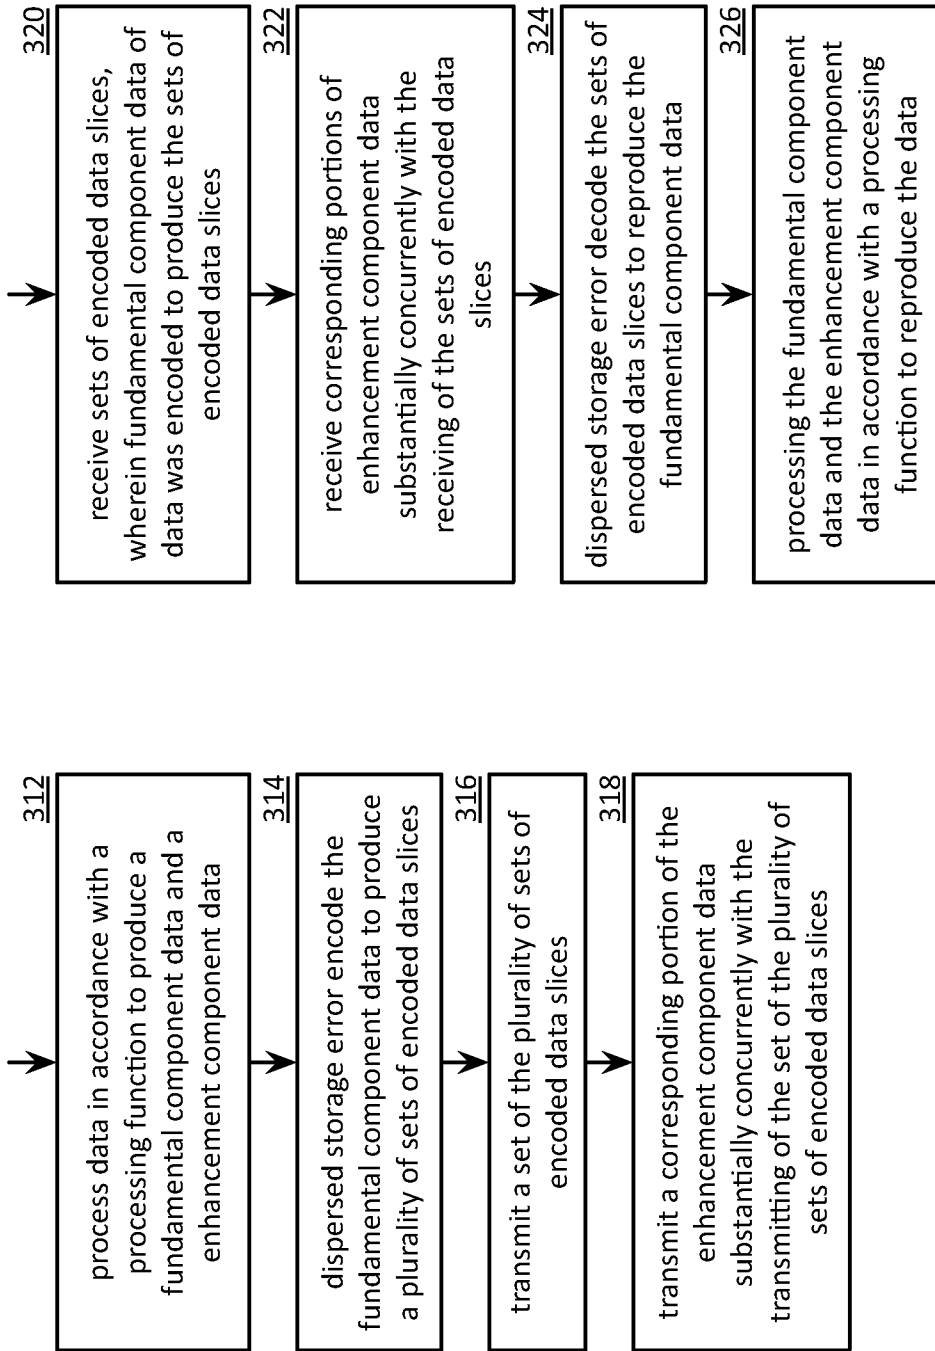 312
process data in accordance with a
processing function to produce a
fundamental component data and a
enhancement component data
314
dispersed storage error encode the
fundamental component data to produce
a plurality of sets of encoded data slices
316
transmit a set of the plurality of sets of
encoded data slices
318
transmit a corresponding portion of the
enhancement component data
substantially concurrently with the
transmitting of the set of the plurality of
sets of encoded data slices
320
receive sets of encoded data slices,
wherein fundamental component data of
data was encoded to produce the sets of
encoded data slices
322
receive corresponding portions of
enhancement component data
substantially concurrently with the
receiving of the sets of encoded data
slices
324
dispersed storage error decode the sets of
encoded data slices to reproduce the
fundamental component data
326
processing the fundamental component
data and the enhancement component
data in accordance with a processing
function to reproduce the data